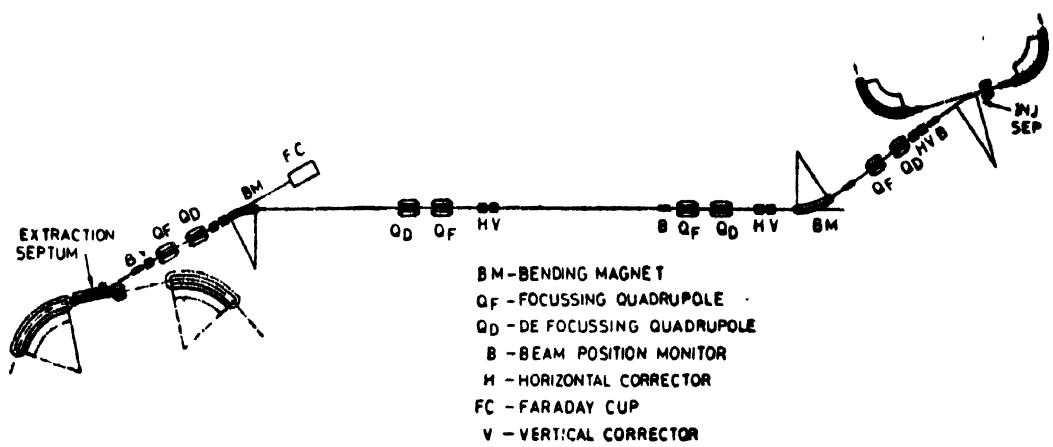 FC
BM
QF QD
EXTRACTION
SEPTUM
B
QD QF HV
B QF QD HV
BM
QF QD HVB
INJ
SEP
BM-BENDING MAGNET
QF -FOCUSSING QUADRUPOLE
QD -DE FOCUSSING QUADRUPOLE
B -BEAM POSITION MONITOR
H -HORIZONTAL CORRECTOR
FC -FARADAY CUP
V -VERTICAL CORRECTOR